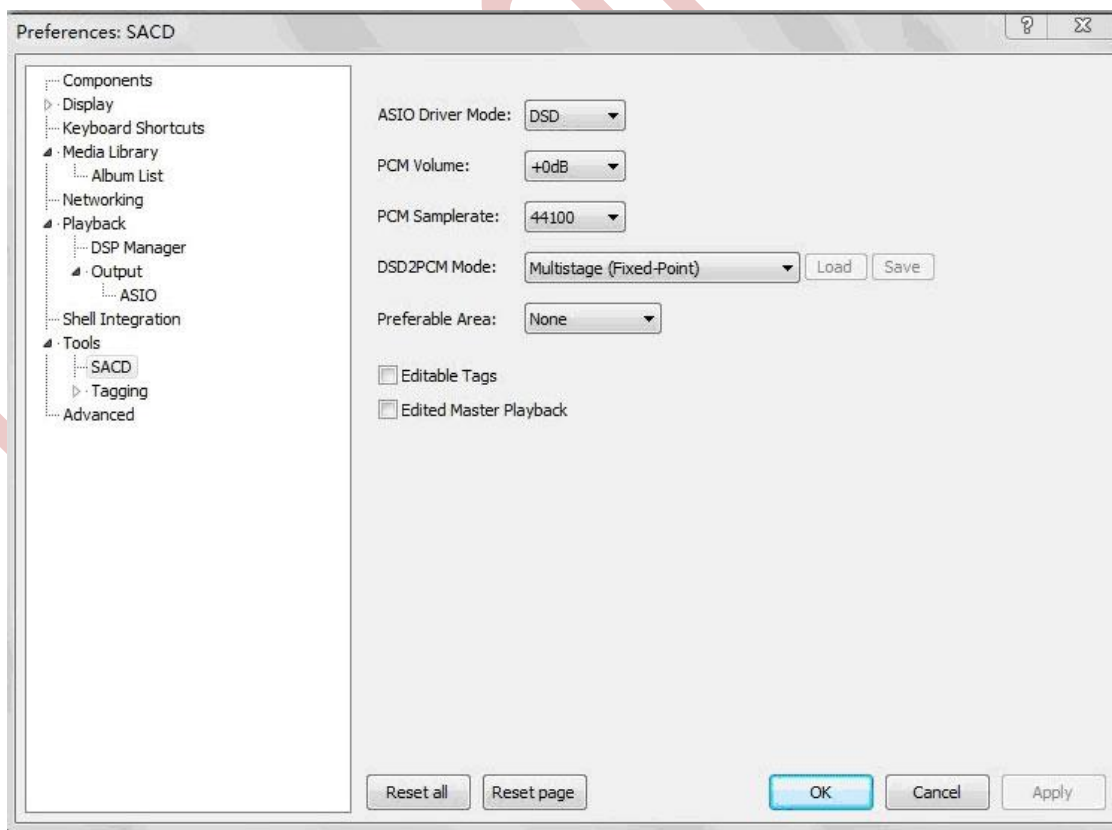 Preferences: SACD
Components
Display
Keyboard Shortcuts
Media Library
Album List
Networking
Playback
DSP Manager
Output
ASIO
Shell Integration
Tools
SACD
Tagging
Advanced
ASIO Driver Mode: DSD
PCM Volume: +0dB
PCM Samplerate: 44100
DSD2PCM Mode: Multistage (Fixed-Point) Load Save
Preferable Area: None
Editable Tags
Edited Master Playback
Reset all Reset page OK Cancel Apply